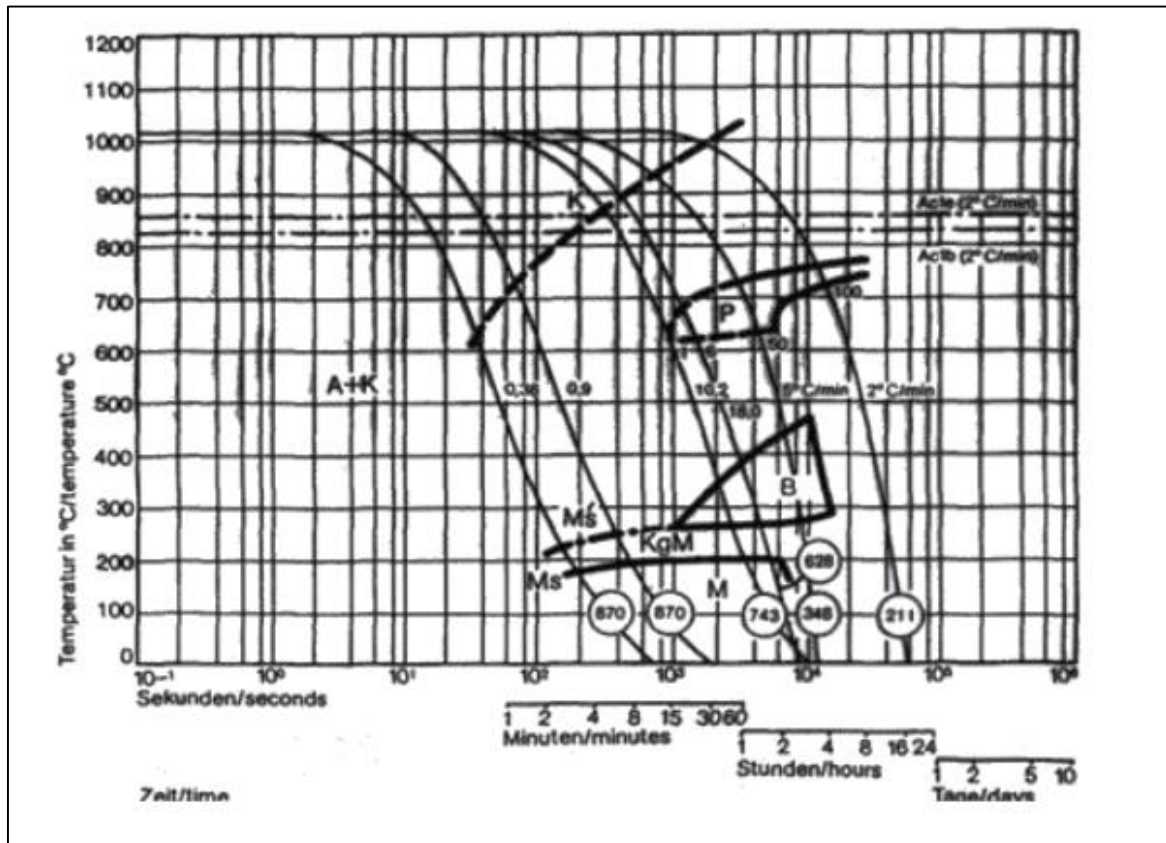 Temperatur in °C/temperature °C
1200
1100
1000
900
800
700
600
500
400
300
200
100
0
K
Ac1e (2° C/min)
Ac1b (2° C/min)
P
100
50
A+K
0,36
0,9
10,2
18,0
5° C/min
2° C/min
B
Ms
KgM
Ms
M
628
870
870
743
348
211
10⁻¹
10⁰
10¹
10²
10³
10⁴
10⁵
10⁶
Sekunden/seconds
1 2 4 8 15 30 60
Minuten/minutes
1 2 4 8 16 24
Stunden/hours
1 2 5 10
Zeit/time
Tage/days